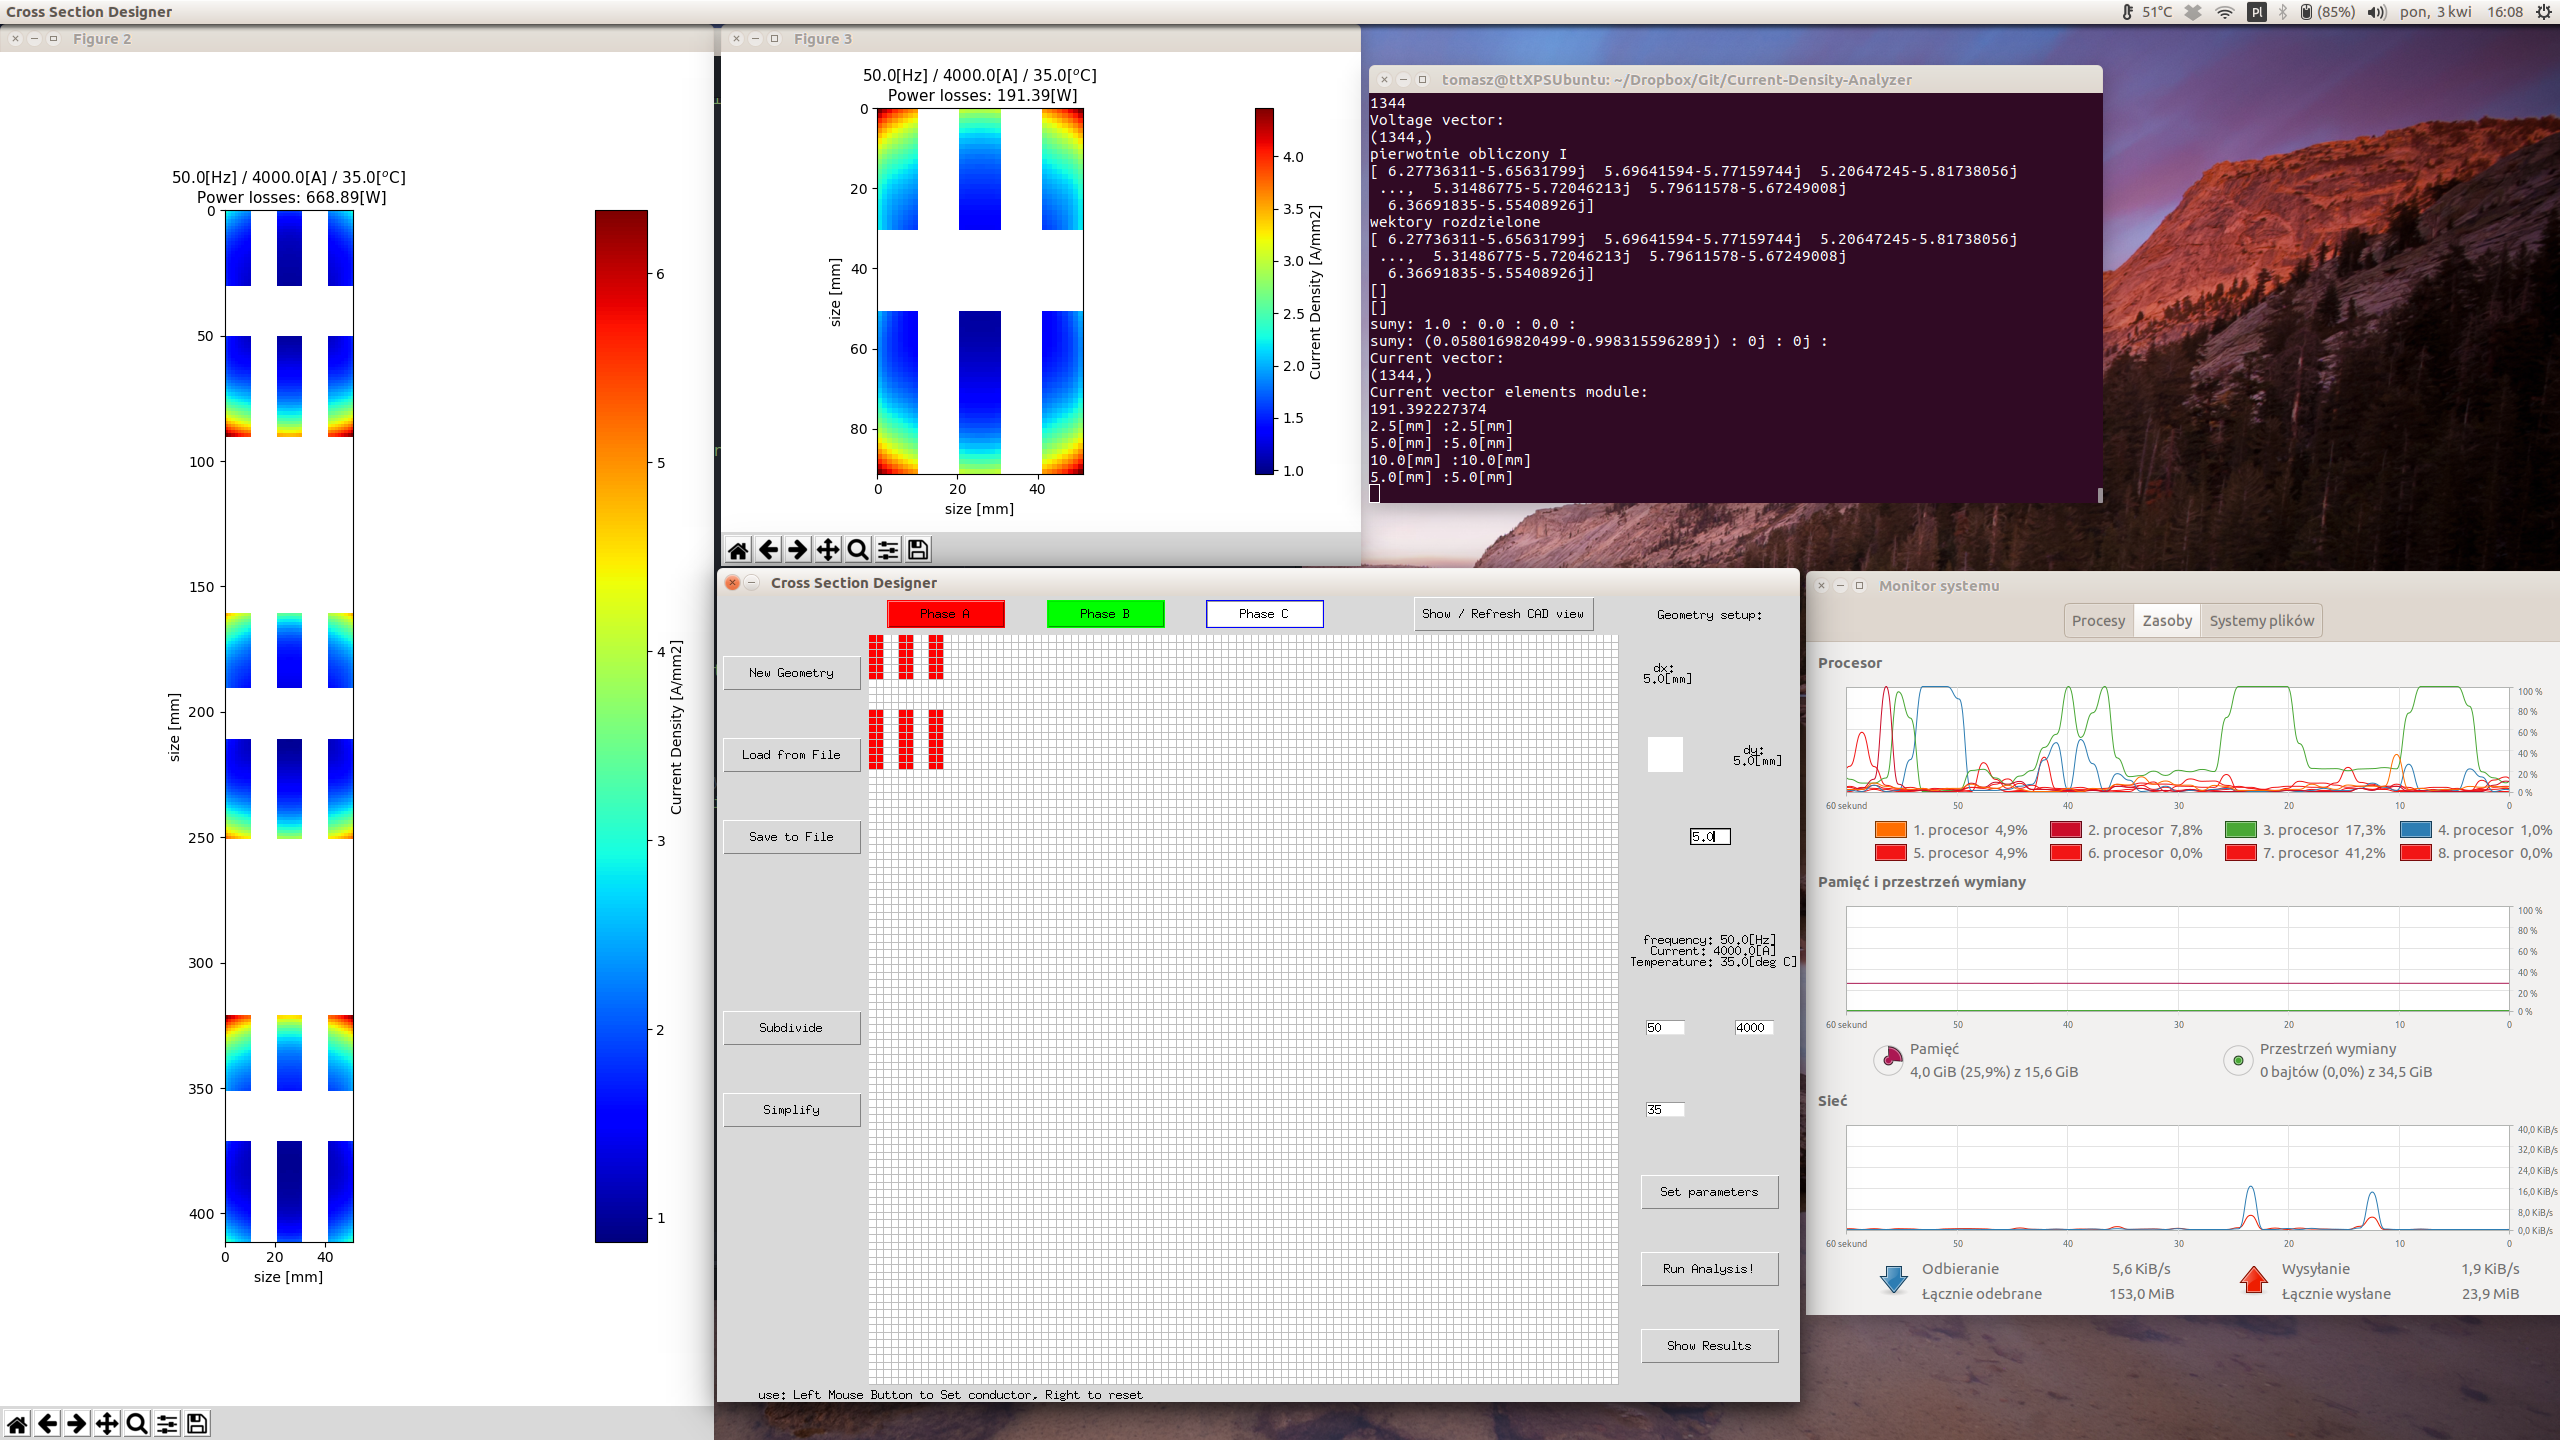 Cross Section Designer
51°C
Pl
(85%)
pon, 3 kwi
16:08
Figure 2
50.0[Hz] / 4000.0[A] / 35.0[°C]
Power losses: 668.89[W]
0
50
100
150
200
250
300
350
400
size [mm]
0 20 40
size [mm]
6
5
4
3
2
1
Current Density [A/mm2]
Figure 3
50.0[Hz] / 4000.0[A] / 35.0[°C]
Power losses: 191.39[W]
0
20
40
60
80
size [mm]
0 20 40
size [mm]
4.0
3.5
3.0
2.5
2.0
1.5
1.0
Current Density [A/mm2]
tomasz@ttXPSUbuntu: ~/Dropbox/Git/Current-Density-Analyzer
1344
Voltage vector:
(1344,)
pierwotnie obliczony I
[ 6.27736311-5.65631799j 5.69641594-5.77159744j 5.20647245-5.81738056j
..., 5.31486775-5.72046213j 5.79611578-5.67249008j
6.36691835-5.55408926j]
wektory rozdzielone
[ 6.27736311-5.65631799j 5.69641594-5.77159744j 5.20647245-5.81738056j
..., 5.31486775-5.72046213j 5.79611578-5.67249008j
6.36691835-5.55408926j]
[]
[]
sumy: 1.0 : 0.0 : 0.0 :
sumy: (0.0580169820499-0.998315596289j) : 0j : 0j :
Current vector:
(1344,)
Current vector elements module:
191.392227374
2.5[mm] :2.5[mm]
5.0[mm] :5.0[mm]
10.0[mm] :10.0[mm]
5.0[mm] :5.0[mm]
Cross Section Designer
Phase A
Phase B
Phase C
Show / Refresh CAD view
Geometry setup:
New Geometry
Load from File
Save to File
Subdivide
Simplify
dx:
5.0[mm]
dy:
5.0[mm]
5.0
frequency: 50.0[Hz]
Current: 4000.0[A]
Temperature: 35.0[deg C]
50
4000
35
Set parameters
Run Analysis!
Show Results
use: Left Mouse Button to Set conductor, Right to reset
Monitor systemu
Procesy
Zasoby
Systemy plików
Procesor
100 %
80 %
60 %
40 %
20 %
0 %
60 sekund 50 40 30 20 10 0
1. procesor 4,9%
2. procesor 7,8%
3. procesor 17,3%
4. procesor 1,0%
5. procesor 4,9%
6. procesor 0,0%
7. procesor 41,2%
8. procesor 0,0%
Pamięć i przestrzeń wymiany
100 %
80 %
60 %
40 %
20 %
0 %
60 sekund 50 40 30 20 10 0
Pamięć
4,0 GiB (25,9%) z 15,6 GiB
Przestrzeń wymiany
0 bajtów (0,0%) z 34,5 GiB
Sieć
40,0 KiB/s
32,0 KiB/s
24,0 KiB/s
16,0 KiB/s
8,0 KiB/s
0,0 KiB/s
60 sekund 50 40 30 20 10 0
Odbieranie 5,6 KiB/s
Łącznie odebrane 153,0 MiB
Wysyłanie 1,9 KiB/s
Łącznie wysłane 23,9 MiB